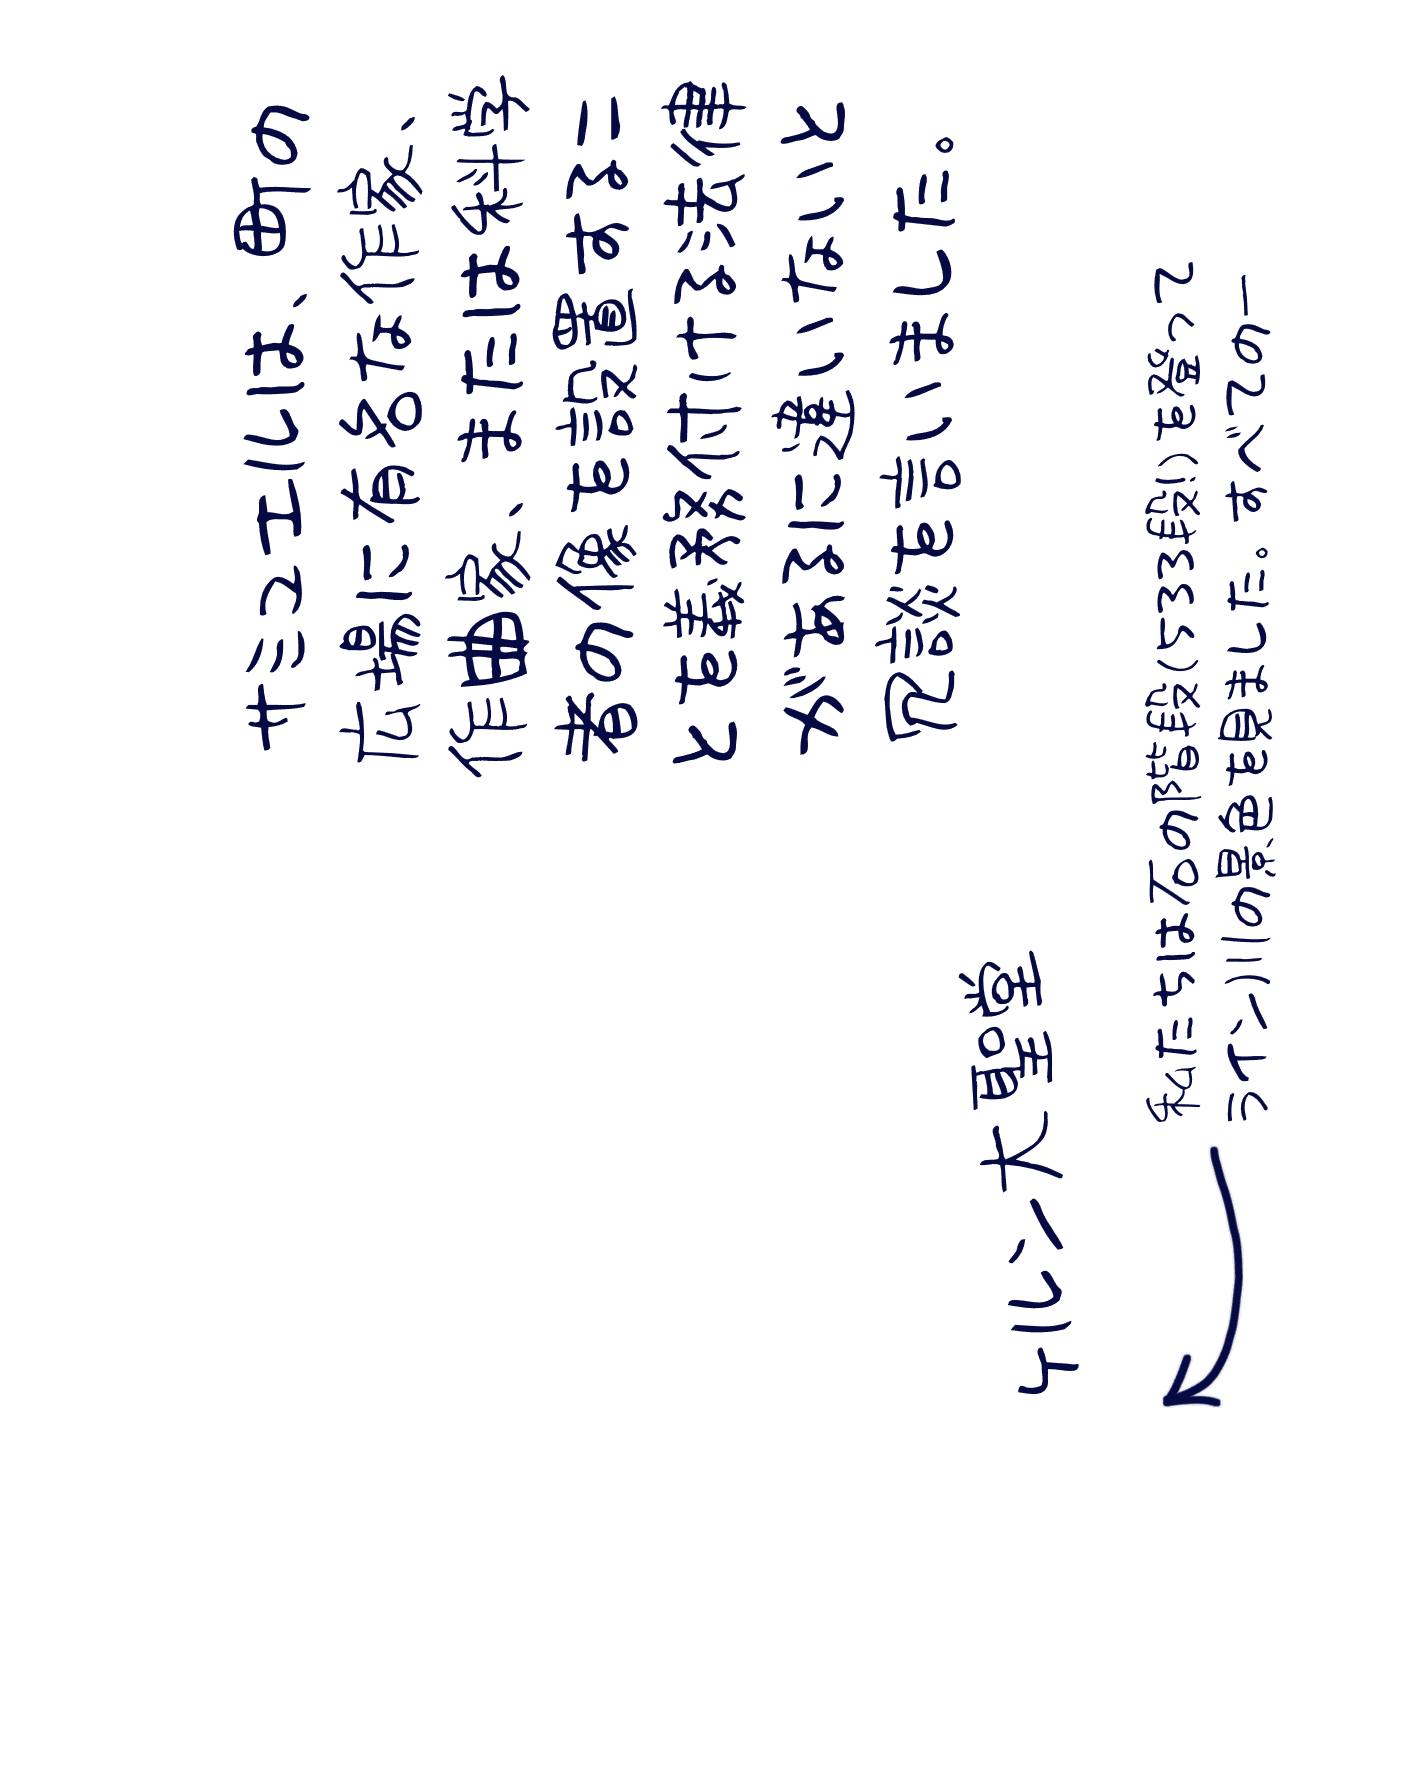 サミュエルは、町の
広場に有名な作家、
作曲家、または科学
者の像を設置するこ
とを義務付ける法律
があるに違いないと
冗談を言いました。
ケルン大聖堂
私たちは石の階段(533段!)を登って
ライン川の景色を見ました。すべての一